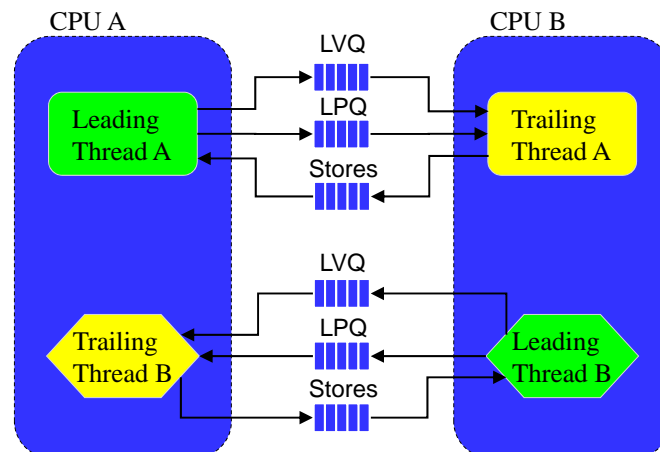 CPU A
CPU B
LVQ
Leading
Thread A
LPQ
Trailing
Thread A
Stores
LVQ
Trailing
Thread B
LPQ
Leading
Thread B
Stores